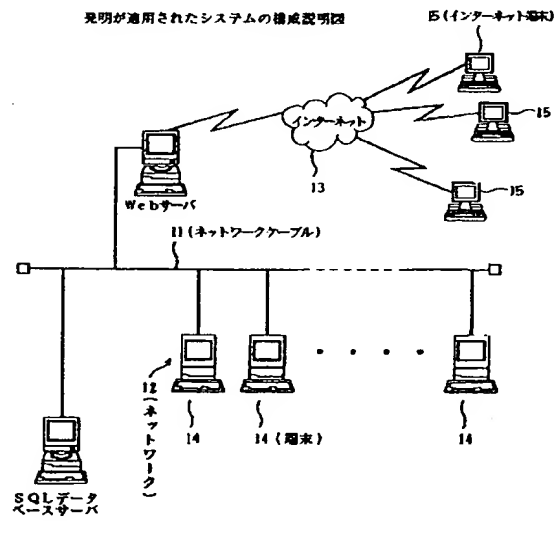 発明が適用されたシステムの構成説明図
15(インターネット端末)
インターネット
15
13
15
Webサーバ
11(ネットワークケーブル)
12(ネットワーク)
14
14(端末)
14
SQLデータ
ベースサーバ